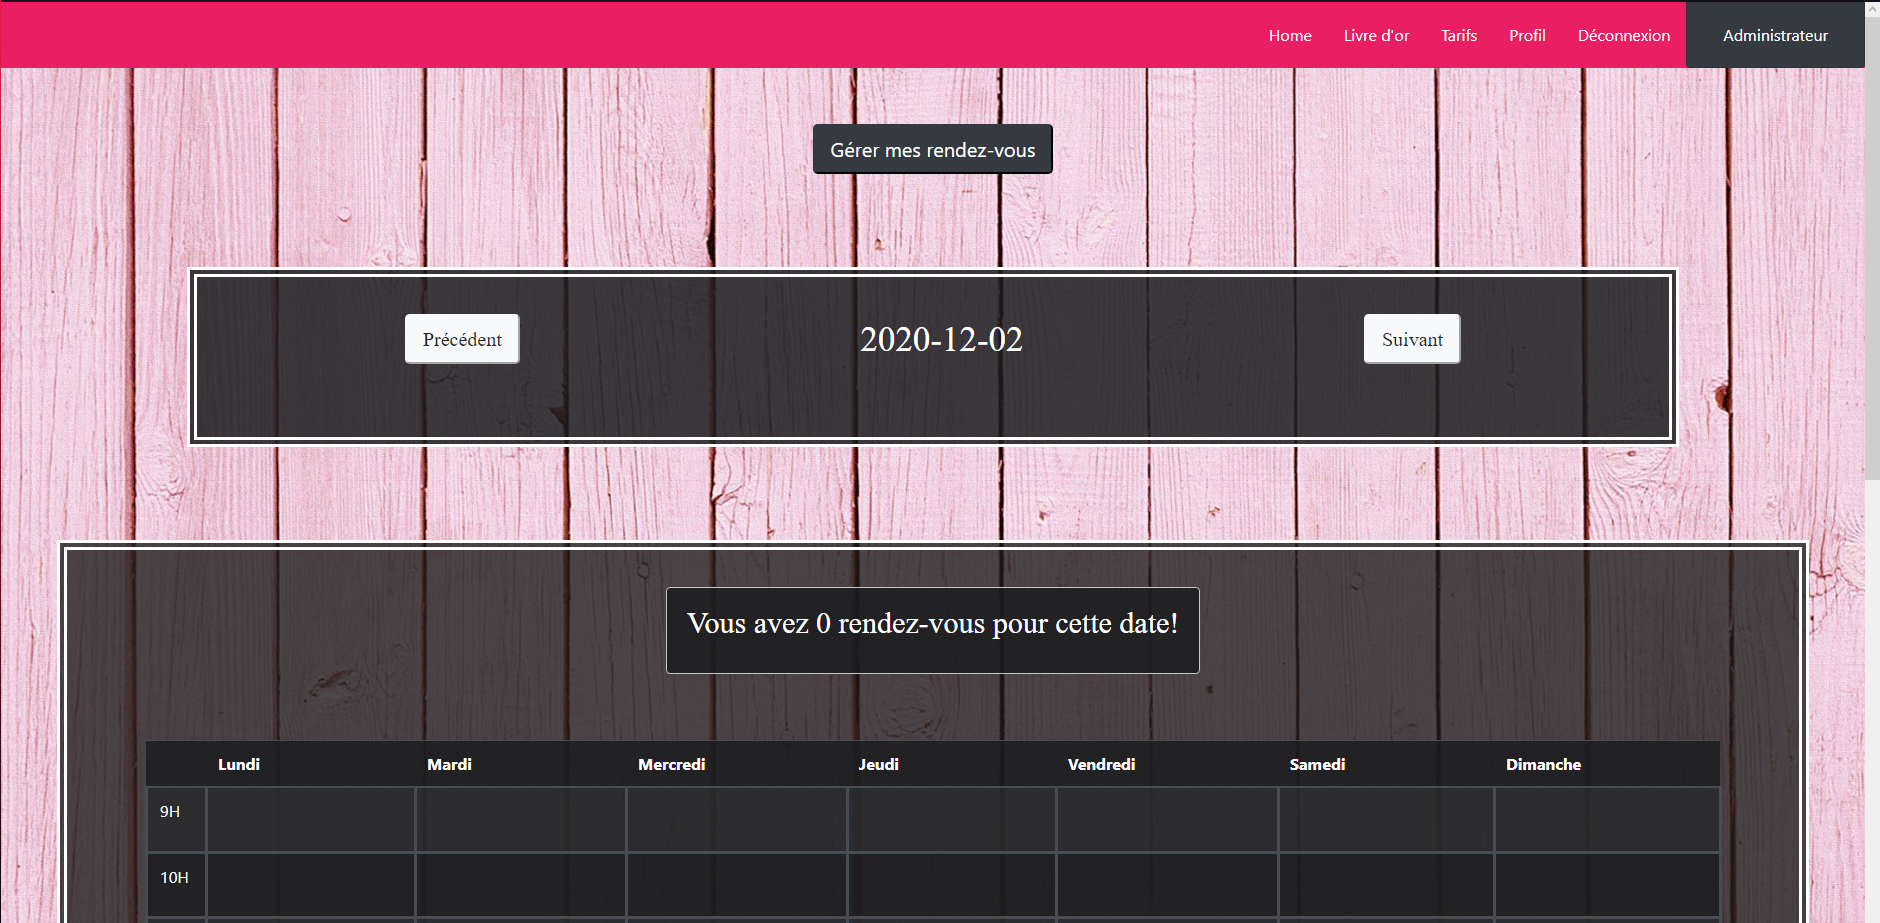 Home Livre d'or Tarifs Profil Déconnexion Administrateur
Gérer mes rendez-vous
Précédent 2020-12-02 Suivant
Vous avez 0 rendez-vous pour cette date!
Lundi Mardi Mercredi Jeudi Vendredi Samedi Dimanche
9H
10H